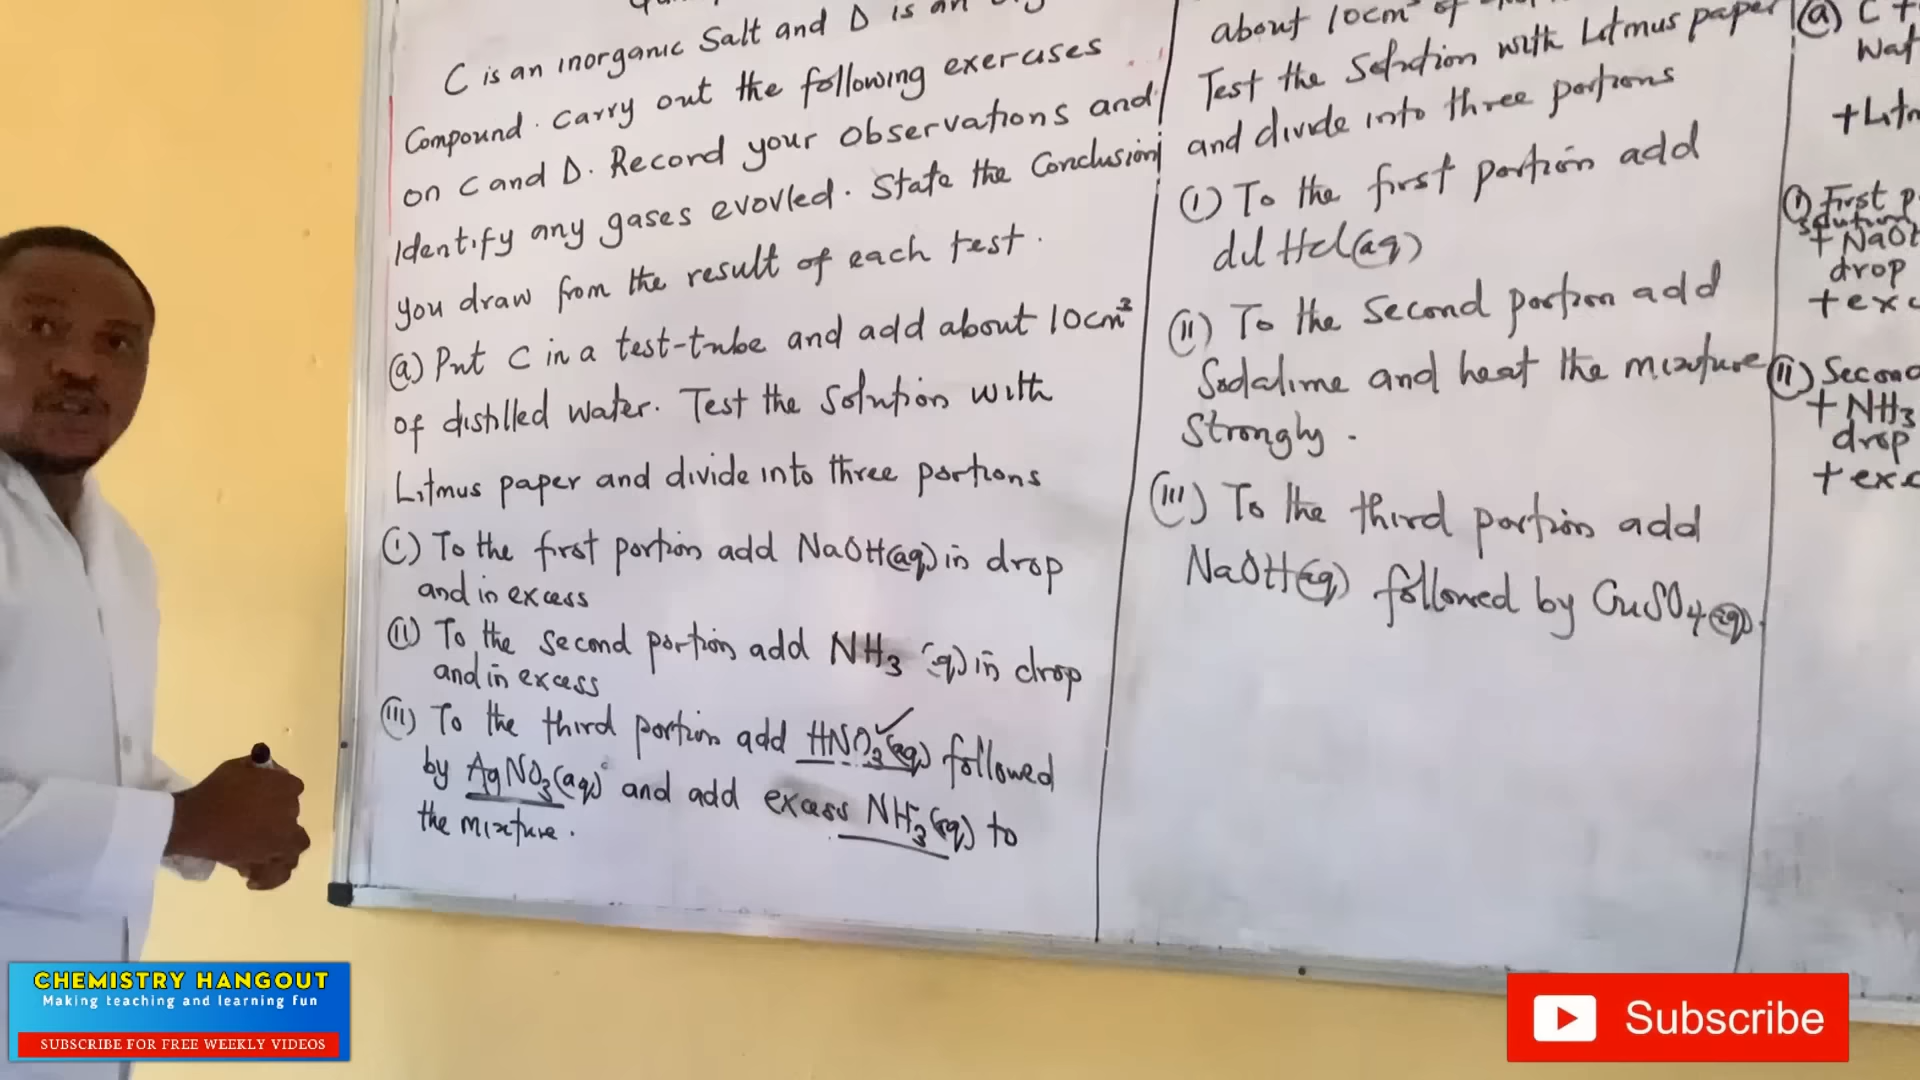 C is an inorganic Salt and D is an
Compound. Carry out the following exercises
on C and D. Record your observations and
Identify any gases evovled. State the Conclusion
you draw from the result of each test.
(a) Put C in a test-tube and add about 10cm³
of distilled water. Test the Solution with
Litmus paper and divide into three portions
(i) To the first portion add NaOH(aq) in drop
and in excess
(ii) To the second portion add NH3 (aq) in drop
and in excess
(iii) To the third portion add HNO3(aq) followed
by AgNO3(aq) and add excess NH3(aq) to
the mixture.
about 10cm³ of
Test the Solution with Litmus paper
and divide into three portions
(i) To the first portion add
dil HCl(aq)
(ii) To the Second portion add
Sodalime and heat the mixture
Strongly.
(iii) To the third portion add
NaOH(aq) followed by CuSO4(aq).
(a) C +
Wat
+Litm
(i) First p
solution
+ NaOH
drop
+ exc
(ii) Second
+ NH3
drop
+ exc
CHEMISTRY HANGOUT
Making teaching and learning fun
SUBSCRIBE FOR FREE WEEKLY VIDEOS
Subscribe